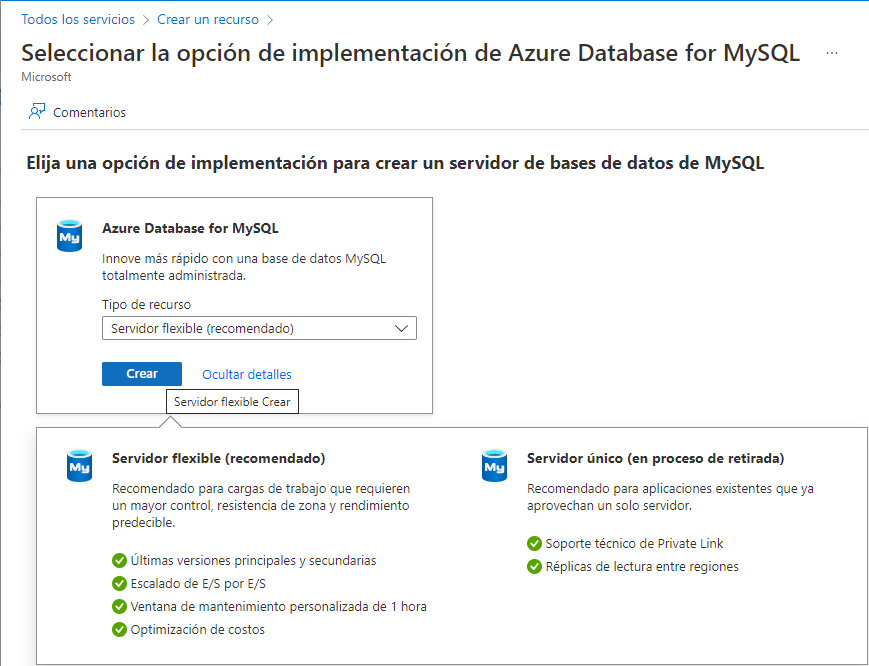 Todos los servicios > Crear un recurso >
Seleccionar la opción de implementación de Azure Database for MySQL ...
Microsoft
Comentarios
Elija una opción de implementación para crear un servidor de bases de datos de MySQL
My
Azure Database for MySQL
Innove más rápido con una base de datos MySQL
totalmente administrada.
Tipo de recurso
Servidor flexible (recomendado)
Crear
Ocultar detalles
Servidor flexible Crear
My
Servidor flexible (recomendado)
Recomendado para cargas de trabajo que requieren
un mayor control, resistencia de zona y rendimiento
predecible.
Últimas versiones principales y secundarias
Escalado de E/S por E/S
Ventana de mantenimiento personalizada de 1 hora
Optimización de costos
My
Servidor único (en proceso de retirada)
Recomendado para aplicaciones existentes que ya
aprovechan un solo servidor.
Soporte técnico de Private Link
Réplicas de lectura entre regiones